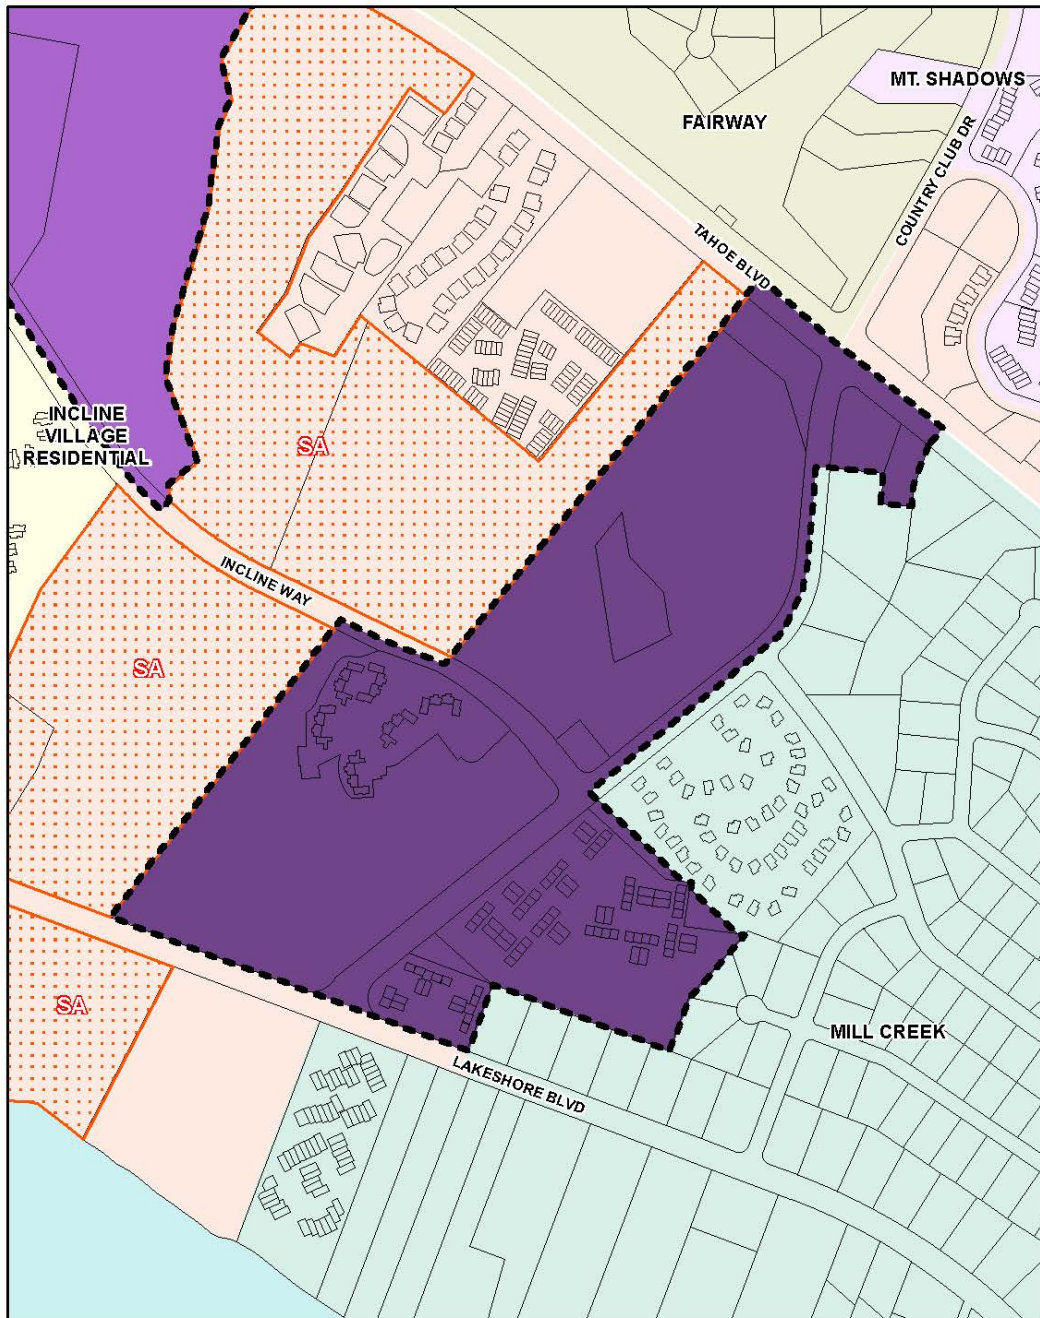 MT. SHADOWS
FAIRWAY
COUNTRY CLUB DR
TAHOE BLVD
INCLINE
VILLAGE
RESIDENTIAL
SA
INCLINE WAY
SA
SA
MILL CREEK
LAKESHORE BLVD